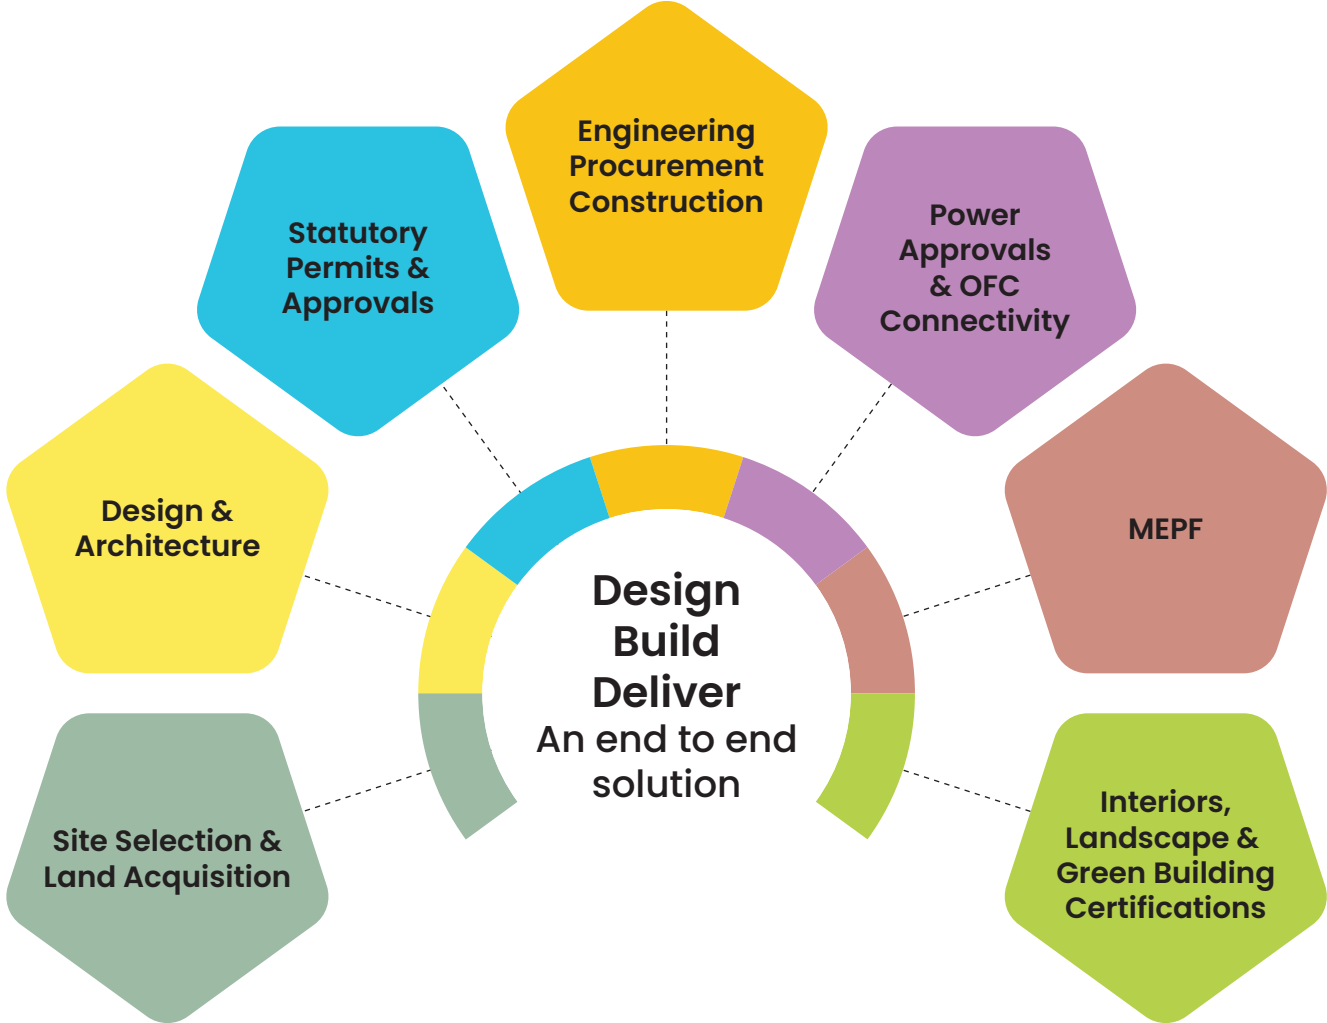 Engineering
Procurement
Construction
Statutory
Permits &
Approvals
Power
Approvals
& OFC
Connectivity
Design &
Architecture
MEPF
Design
Build
Deliver
An end to end
solution
Site Selection &
Land Acquisition
Interiors,
Landscape &
Green Building
Certifications